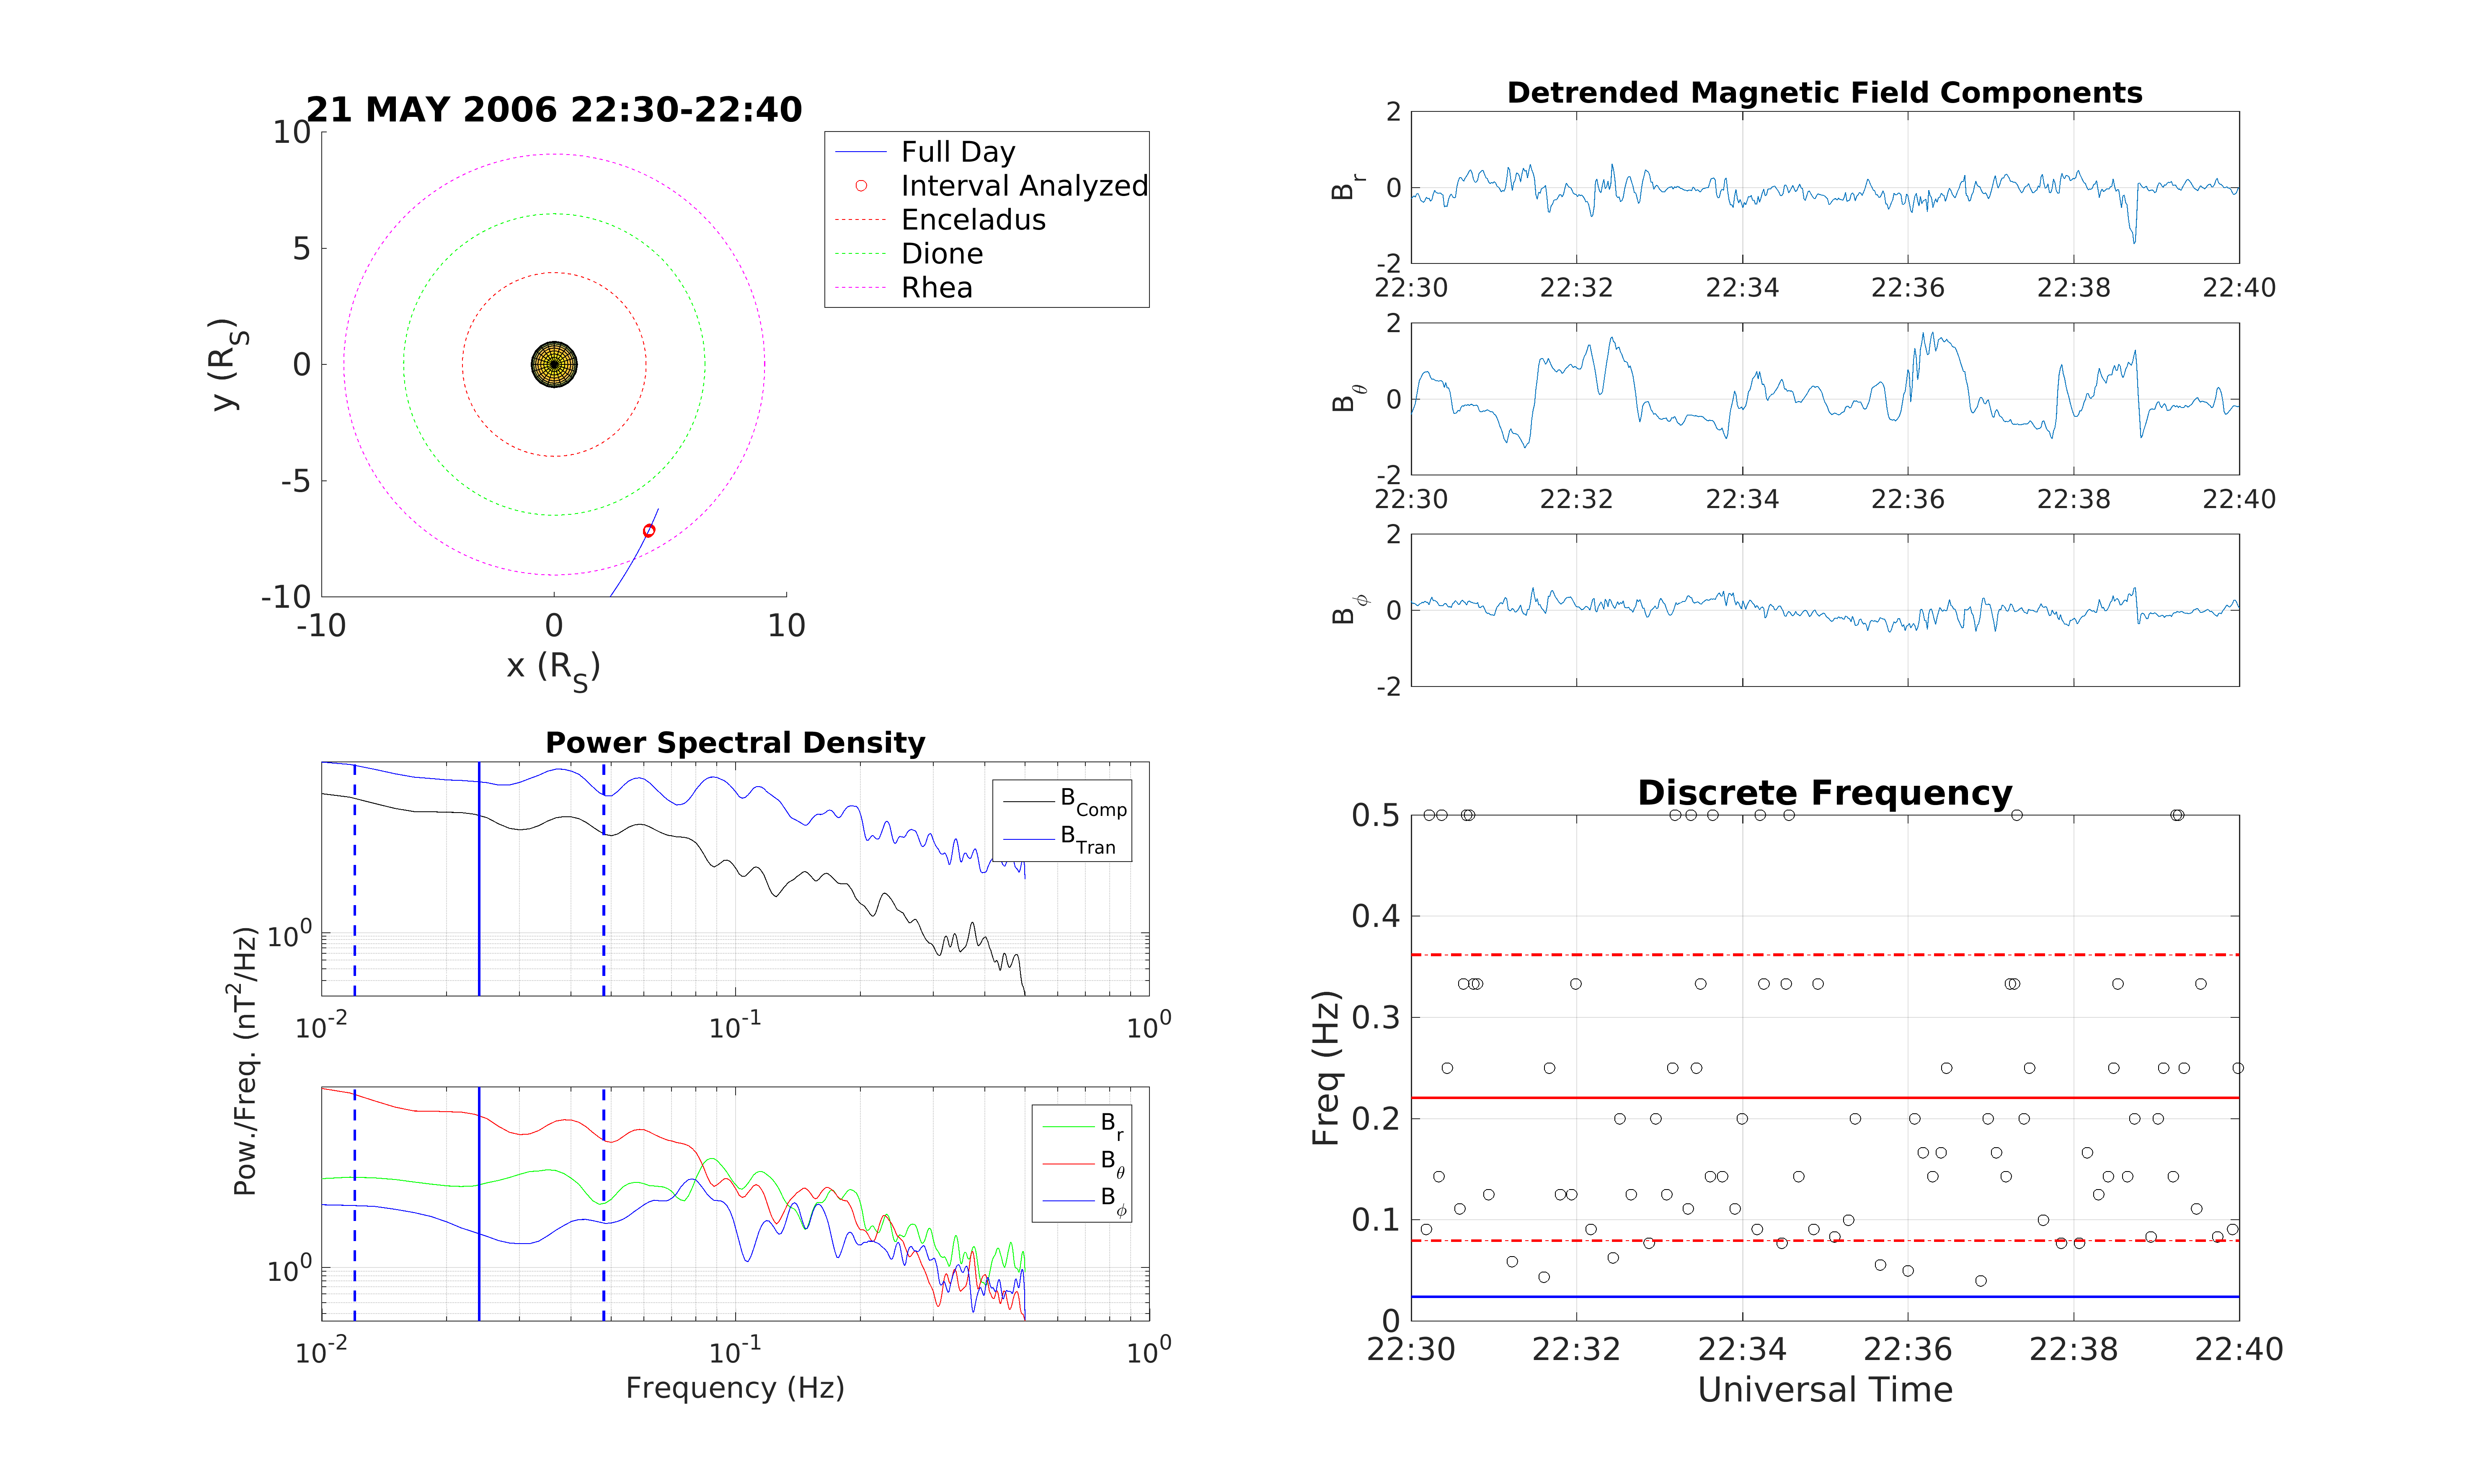 21 MAY 2006 22:30-22:40
10
5
0
-5
-10
-10
0
10
y (R_S)
x (R_S)
Full Day
Interval Analyzed
Enceladus
Dione
Rhea
Detrended Magnetic Field Components
2
0
-2
B_r
22:30
22:32
22:34
22:36
22:38
22:40
2
0
-2
B_θ
22:30
22:32
22:34
22:36
22:38
22:40
2
0
-2
B_ϕ
Power Spectral Density
B_Comp
B_Tran
10^0
10^-2
10^-1
10^0
Pow./Freq. (nT^2/Hz)
B_r
B_θ
B_ϕ
10^0
10^-2
10^-1
10^0
Frequency (Hz)
Discrete Frequency
0.5
0.4
0.3
0.2
0.1
0
Freq (Hz)
22:30
22:32
22:34
22:36
22:38
22:40
Universal Time